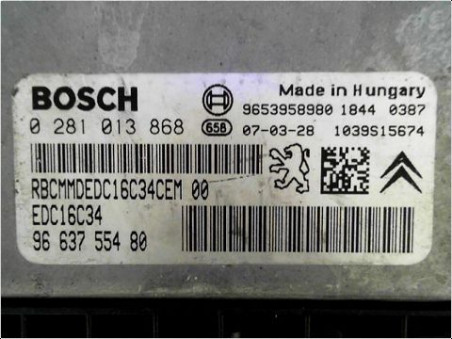 BOSCH
Made in Hungary
9653958980 1844 0387
0 281 013 868
658 07-03-28 1039S15674
RBCMMDEDC16C34CEM 00
EDC16C34
96 637 554 80